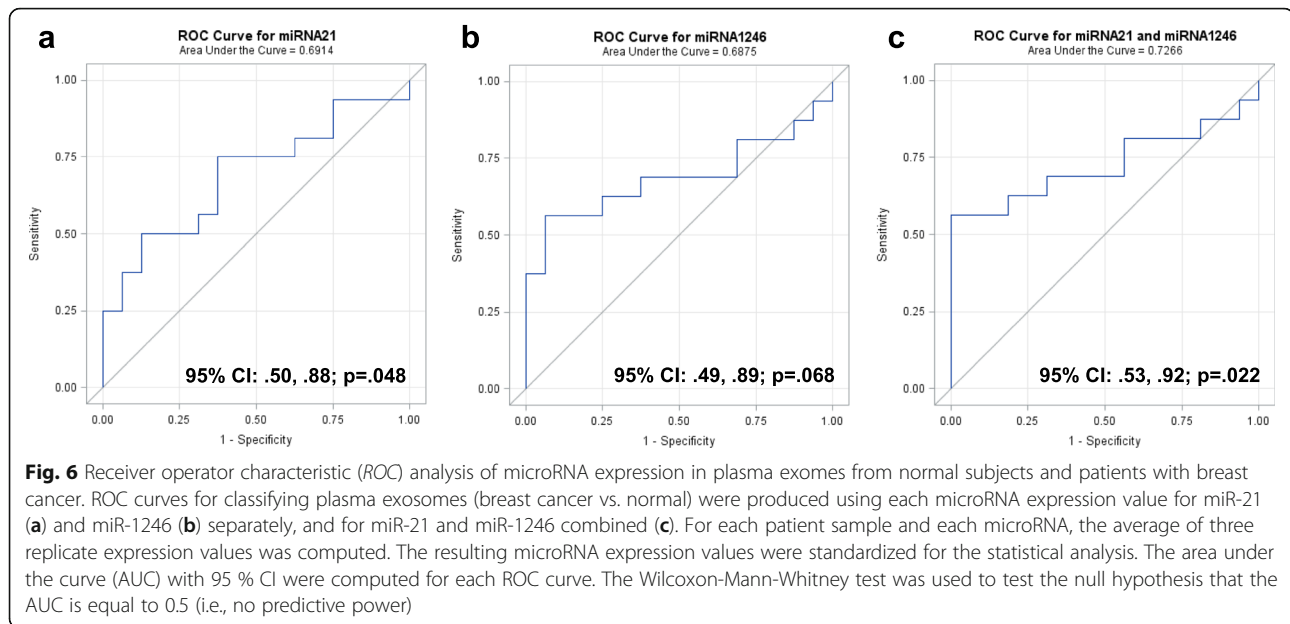 a
ROC Curve for miRNA21
Area Under the Curve = 0.6914
1.00
0.75
0.50
0.25
0.00
Sensitivity
95% CI: .50, .88; p=.048
0.00 0.25 0.50 0.75 1.00
1 - Specificity
b
ROC Curve for miRNA1246
Area Under the Curve = 0.6875
1.00
0.75
0.50
0.25
0.00
Sensitivity
95% CI: .49, .89; p=.068
0.00 0.25 0.50 0.75 1.00
1 - Specificity
c
ROC Curve for miRNA21 and miRNA1246
Area Under the Curve = 0.7266
1.00
0.75
0.50
0.25
0.00
Sensitivity
95% CI: .53, .92; p=.022
0.00 0.25 0.50 0.75 1.00
1 - Specificity
Fig. 6 Receiver operator characteristic (ROC) analysis of microRNA expression in plasma exomes from normal subjects and patients with breast
cancer. ROC curves for classifying plasma exosomes (breast cancer vs. normal) were produced using each microRNA expression value for miR-21
(a) and miR-1246 (b) separately, and for miR-21 and miR-1246 combined (c). For each patient sample and each microRNA, the average of three
replicate expression values was computed. The resulting microRNA expression values were standardized for the statistical analysis. The area under
the curve (AUC) with 95 % CI were computed for each ROC curve. The Wilcoxon-Mann-Whitney test was used to test the null hypothesis that the
AUC is equal to 0.5 (i.e., no predictive power)